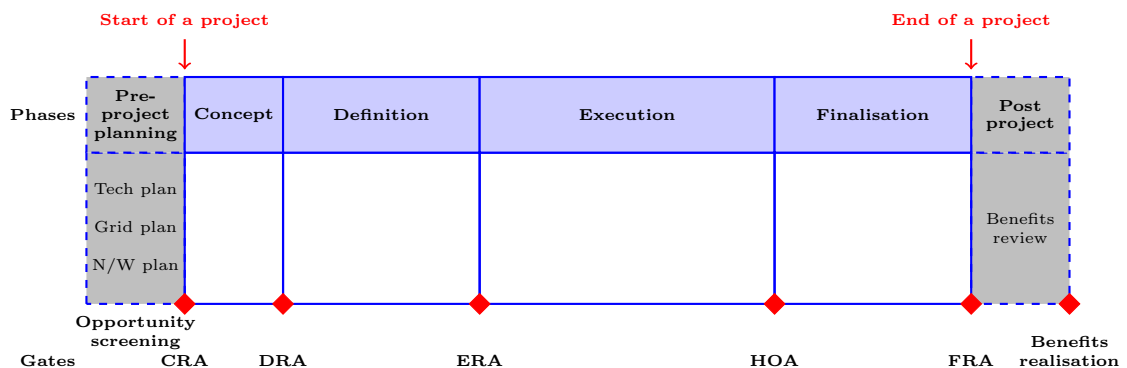 Start of a project
End of a project
Phases
Pre-
project
planning
Concept
Definition
Execution
Finalisation
Post
project
Tech plan
Grid plan
N/W plan
Benefits
review
Opportunity
screening
Benefits
realisation
Gates
CRA
DRA
ERA
HOA
FRA